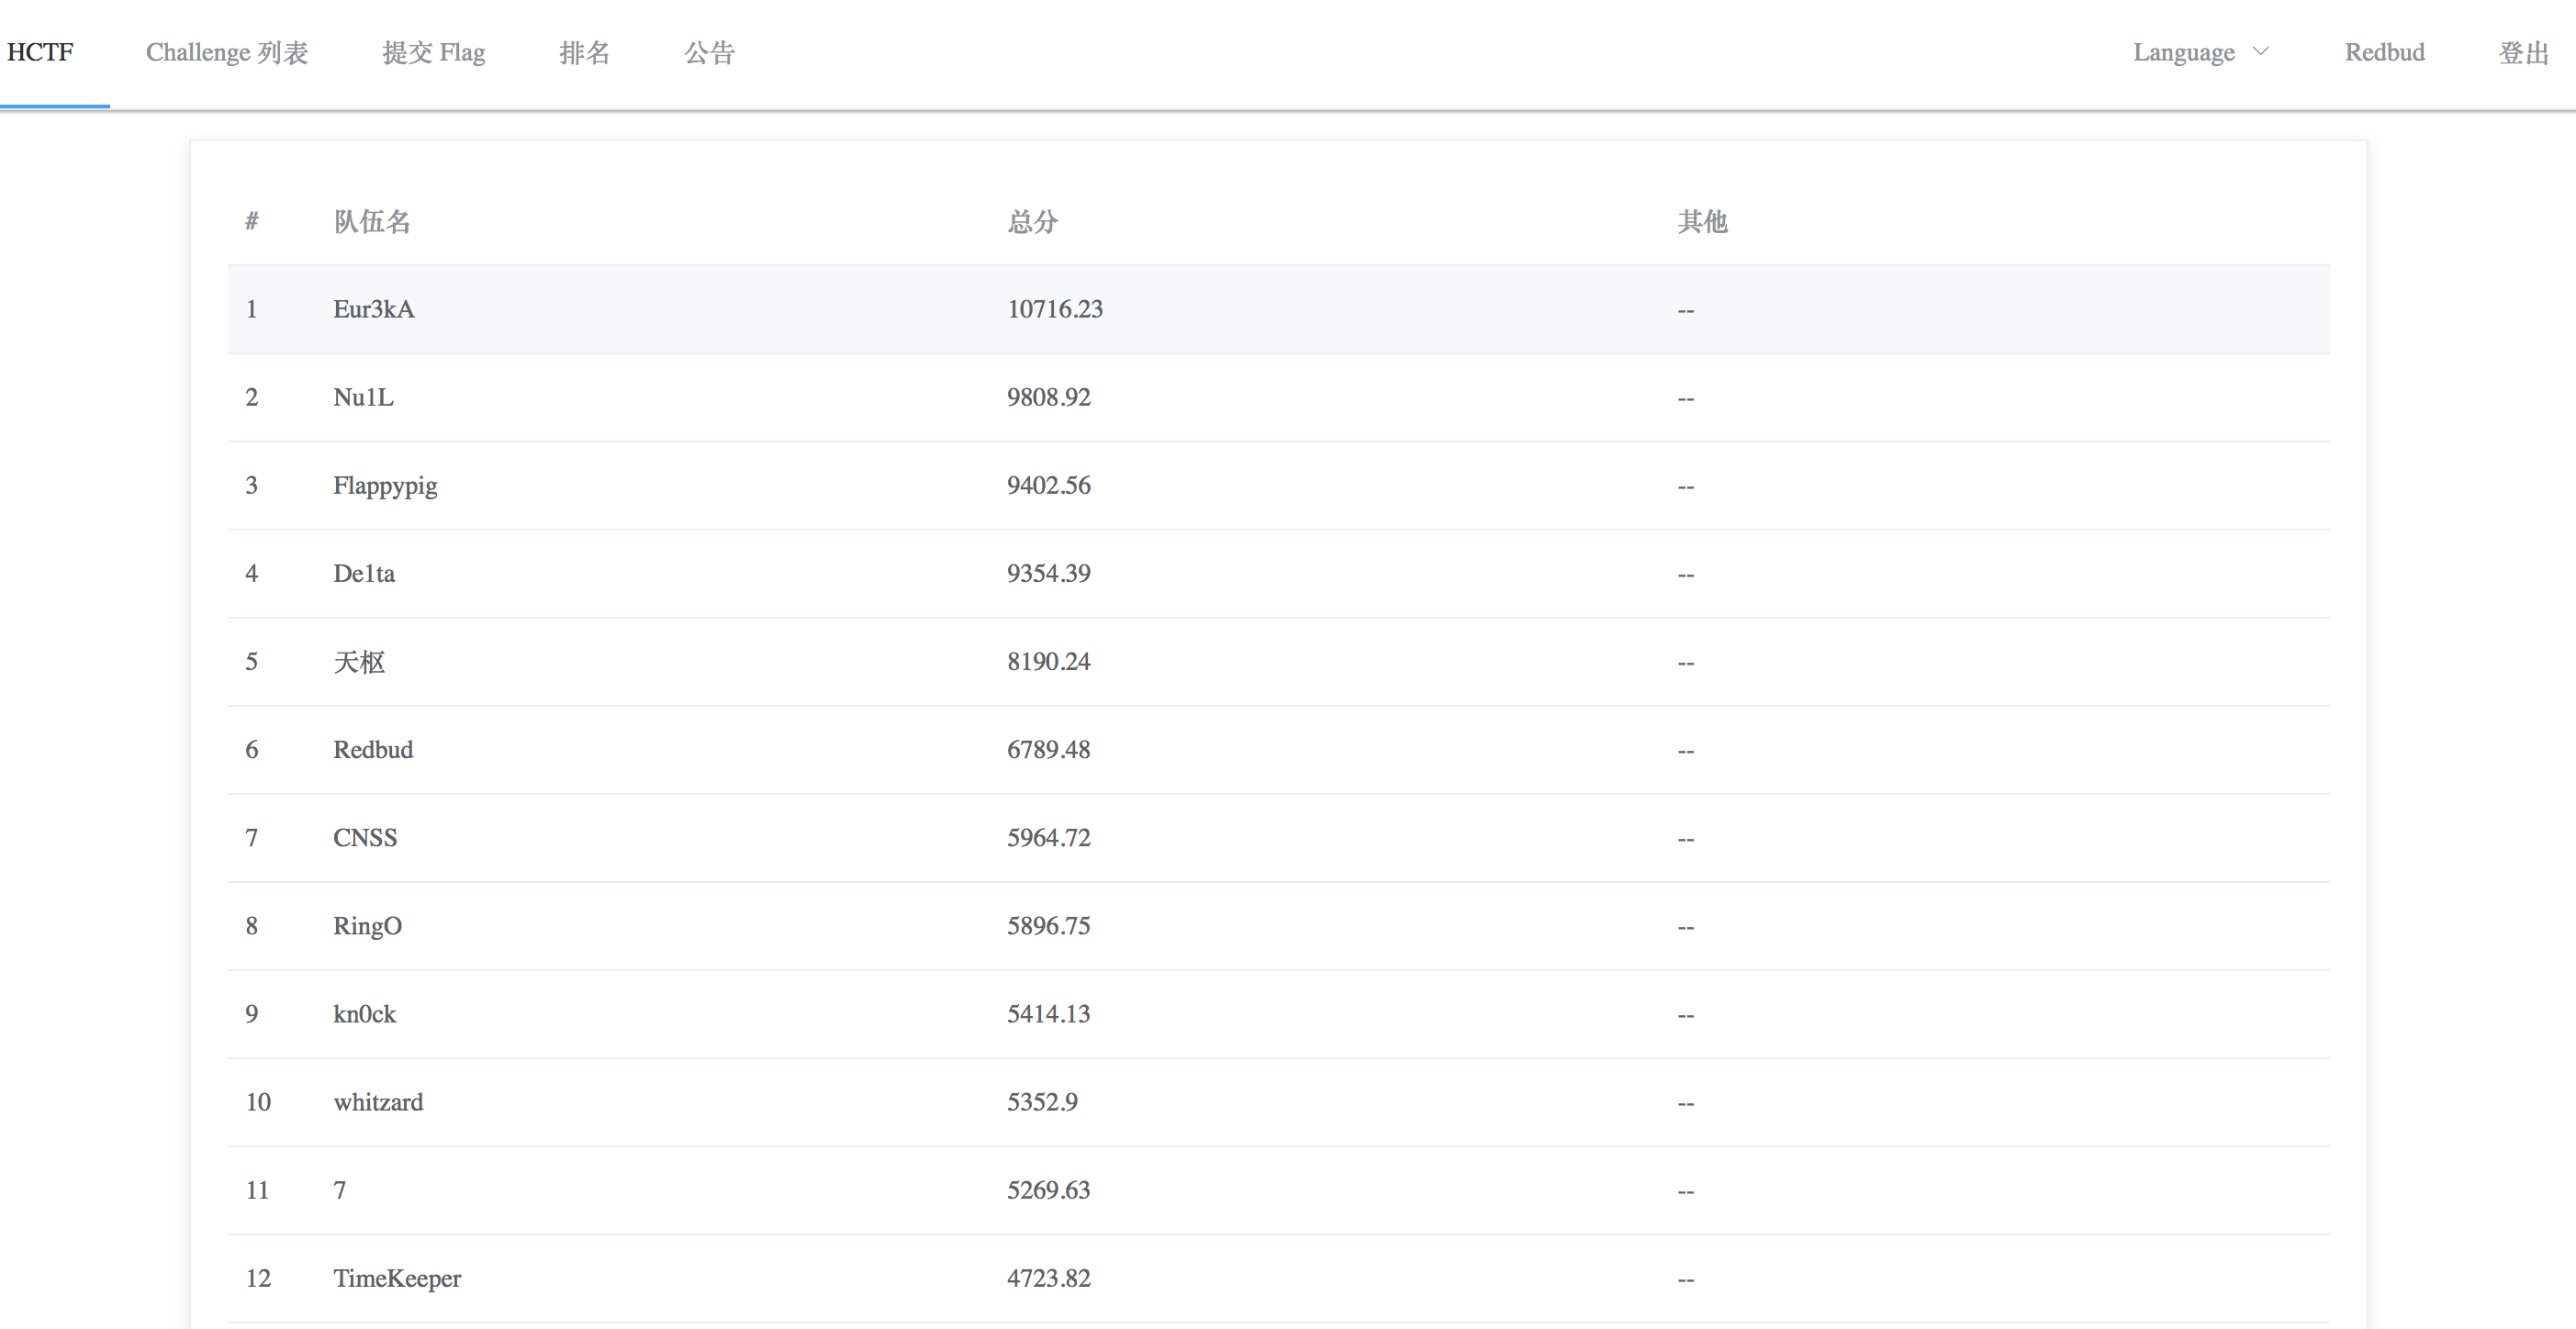 HCTF Challenge 列表 提交 Flag 排名 公告 Language Redbud 登出
# 队伍名 总分 其他
1 Eur3kA 10716.23 --
2 Nu1L 9808.92 --
3 Flappypig 9402.56 --
4 De1ta 9354.39 --
5 天枢 8190.24 --
6 Redbud 6789.48 --
7 CNSS 5964.72 --
8 RingO 5896.75 --
9 kn0ck 5414.13 --
10 whitzard 5352.9 --
11 7 5269.63 --
12 TimeKeeper 4723.82 --